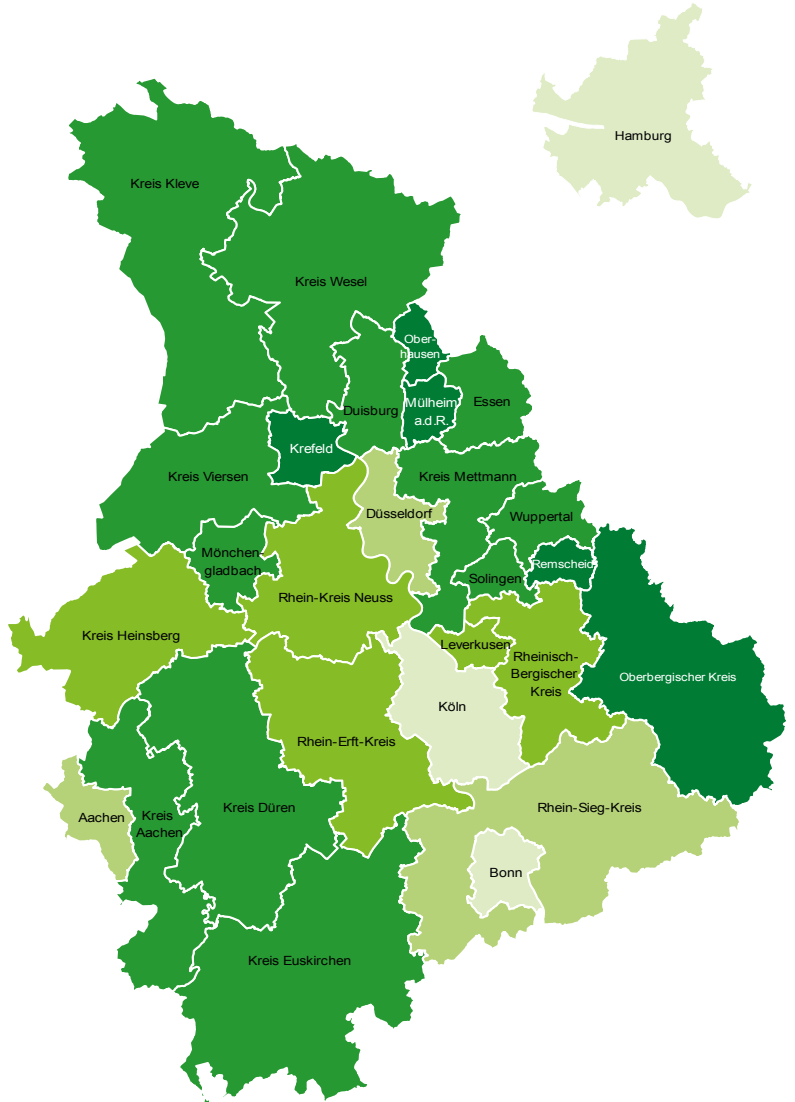 Hamburg
Kreis Kleve
Kreis Wesel
Ober-
hausen
Mülheim
a.d.R.
Essen
Duisburg
Krefeld
Kreis Viersen
Kreis Mettmann
Düsseldorf
Wuppertal
Mönchen-
gladbach
Remscheid
Solingen
Rhein-Kreis Neuss
Kreis Heinsberg
Leverkusen
Rheinisch-
Bergischer
Kreis
Oberbergischer Kreis
Köln
Rhein-Erft-Kreis
Kreis Düren
Rhein-Sieg-Kreis
Aachen
Kreis
Aachen
Bonn
Kreis Euskirchen